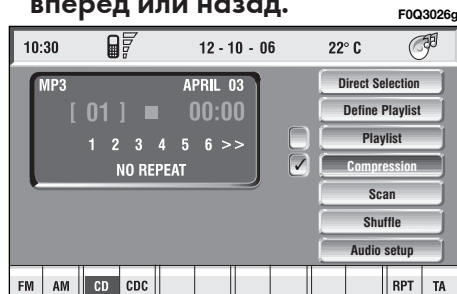 вперед или назад.
F0Q3026g
10:30 12 - 10 - 06 22° C
MP3 APRIL 03
[ 01 ] 00:00
1 2 3 4 5 6 >>
NO REPEAT
Direct Selection
Define Playlist
Playlist
Compression
Scan
Shuffle
Audio setup
FM AM CD CDC RPT TA